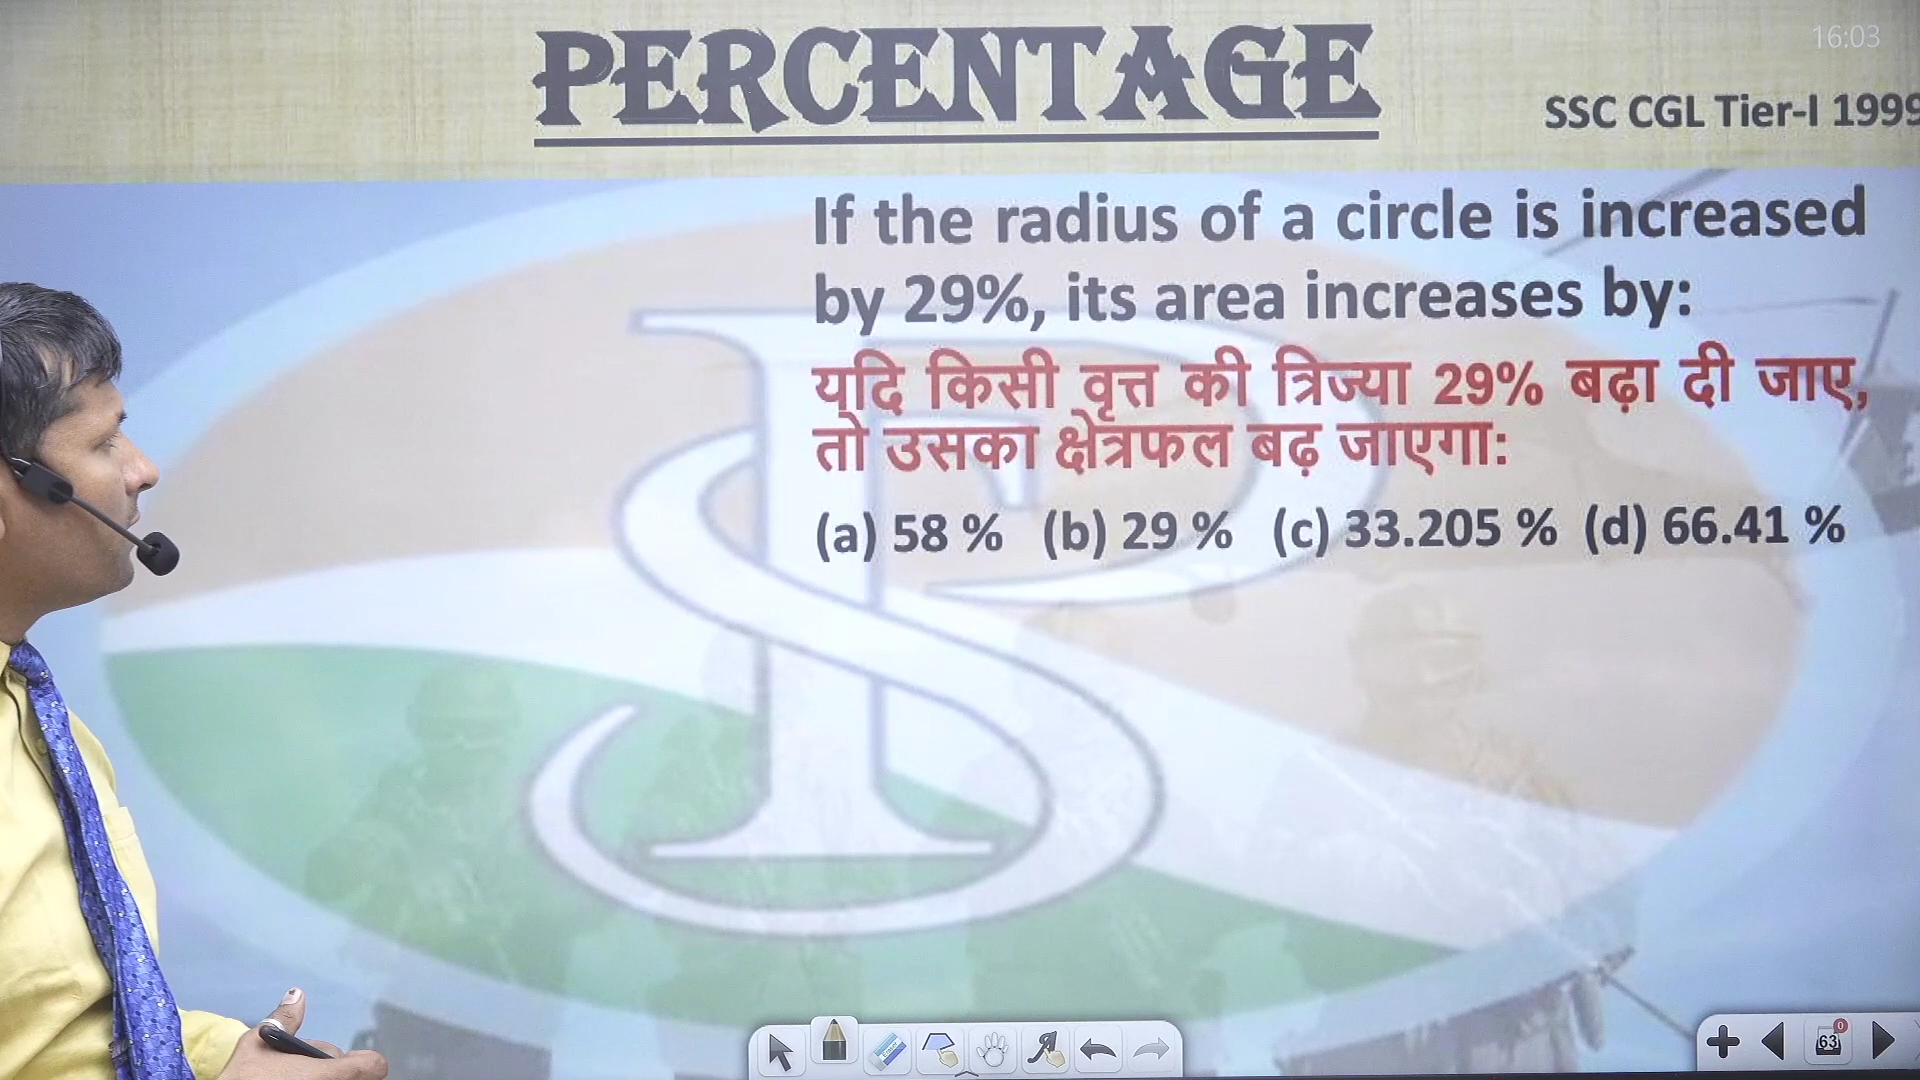 PERCENTAGE
16:03
SSC CGL Tier-I 1999
If the radius of a circle is increased
by 29%, its area increases by:
यदि किसी वृत्त की त्रिज्या 29% बढ़ा दी जाए,
तो उसका क्षेत्रफल बढ़ जाएगा:
(a) 58 % (b) 29 % (c) 33.205 % (d) 66.41 %
0
63